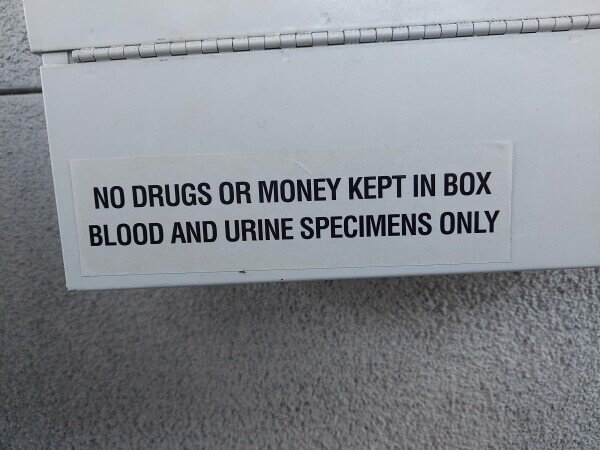 NO DRUGS OR MONEY KEPT IN BOX
BLOOD AND URINE SPECIMENS ONLY